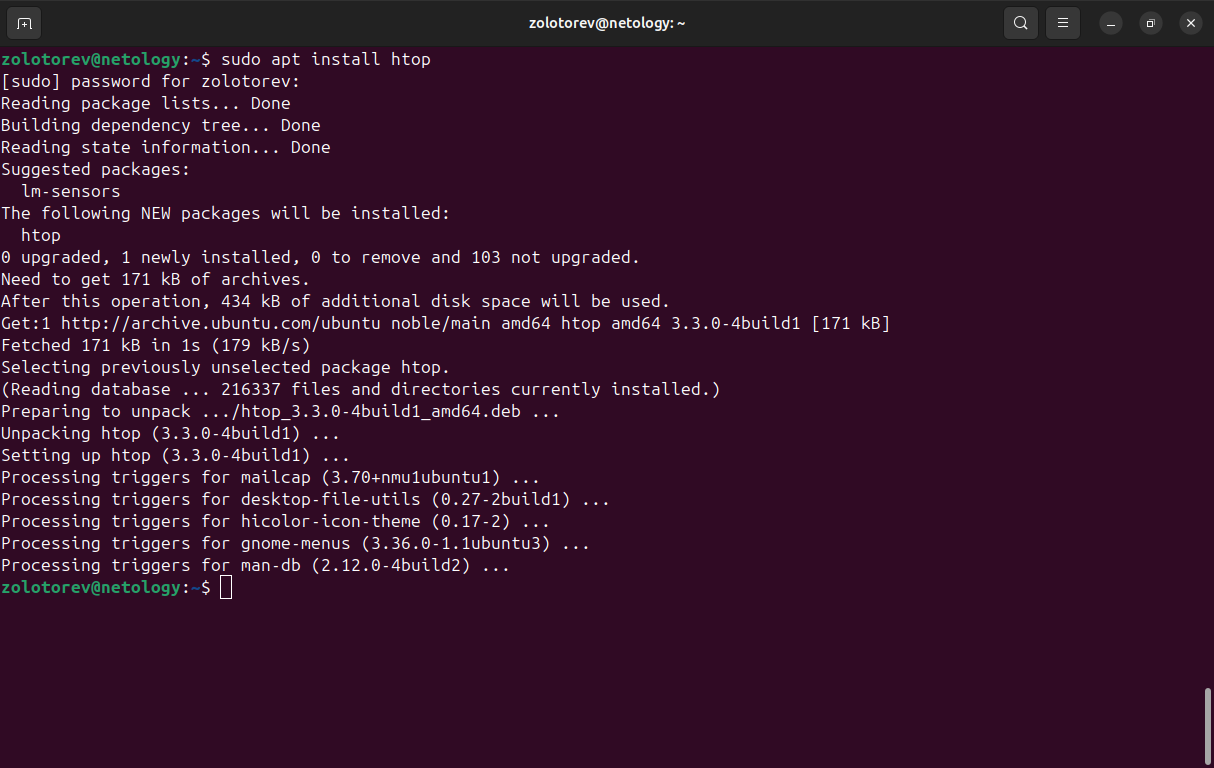 zolotorev@netology: ~
zolotorev@netology:~$ sudo apt install htop
[sudo] password for zolotorev:
Reading package lists... Done
Building dependency tree... Done
Reading state information... Done
Suggested packages:
  lm-sensors
The following NEW packages will be installed:
  htop
0 upgraded, 1 newly installed, 0 to remove and 103 not upgraded.
Need to get 171 kB of archives.
After this operation, 434 kB of additional disk space will be used.
Get:1 http://archive.ubuntu.com/ubuntu noble/main amd64 htop amd64 3.3.0-4build1 [171 kB]
Fetched 171 kB in 1s (179 kB/s)
Selecting previously unselected package htop.
(Reading database ... 216337 files and directories currently installed.)
Preparing to unpack .../htop_3.3.0-4build1_amd64.deb ...
Unpacking htop (3.3.0-4build1) ...
Setting up htop (3.3.0-4build1) ...
Processing triggers for mailcap (3.70+nmu1ubuntu1) ...
Processing triggers for desktop-file-utils (0.27-2build1) ...
Processing triggers for hicolor-icon-theme (0.17-2) ...
Processing triggers for gnome-menus (3.36.0-1.1ubuntu3) ...
Processing triggers for man-db (2.12.0-4build2) ...
zolotorev@netology:~$